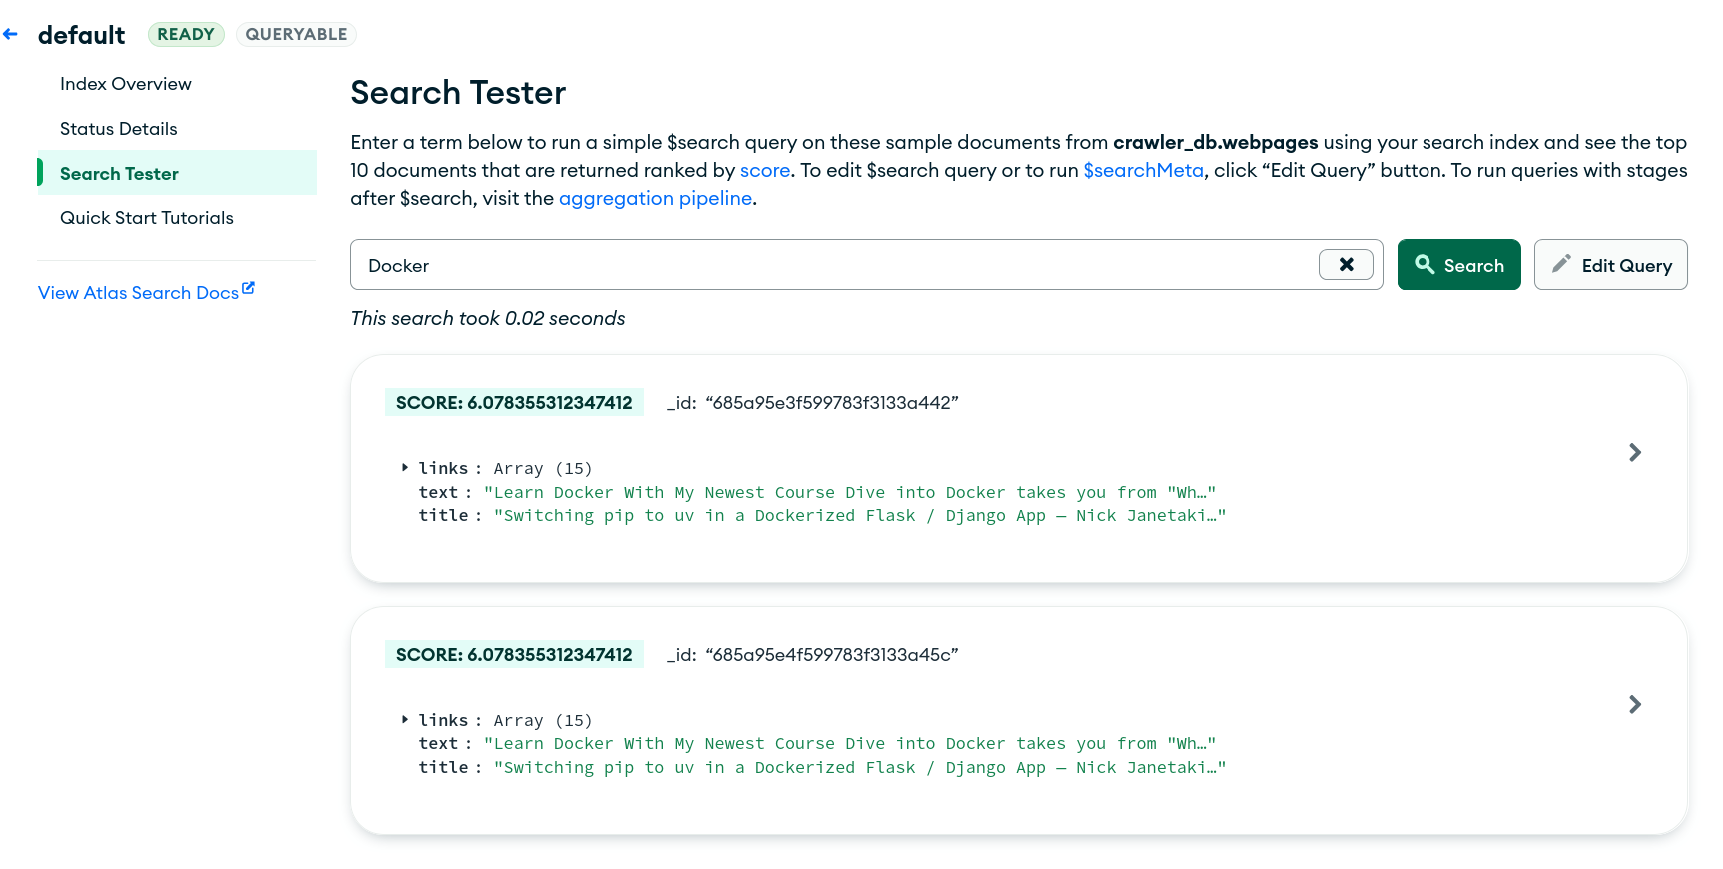 default READY QUERYABLE
Index Overview
Status Details
Search Tester
Quick Start Tutorials
View Atlas Search Docs
Search Tester
Enter a term below to run a simple $search query on these sample documents from crawler_db.webpages using your search index and see the top
10 documents that are returned ranked by score. To edit $search query or to run $searchMeta, click “Edit Query” button. To run queries with stages
after $search, visit the aggregation pipeline.
Docker
Search
Edit Query
This search took 0.02 seconds
SCORE: 6.078355312347412 _id: “685a95e3f599783f3133a442”
links : Array (15)
text : "Learn Docker With My Newest Course Dive into Docker takes you from "Wh…"
title : "Switching pip to uv in a Dockerized Flask / Django App — Nick Janetaki…"
SCORE: 6.078355312347412 _id: “685a95e4f599783f3133a45c”
links : Array (15)
text : "Learn Docker With My Newest Course Dive into Docker takes you from "Wh…"
title : "Switching pip to uv in a Dockerized Flask / Django App — Nick Janetaki…"